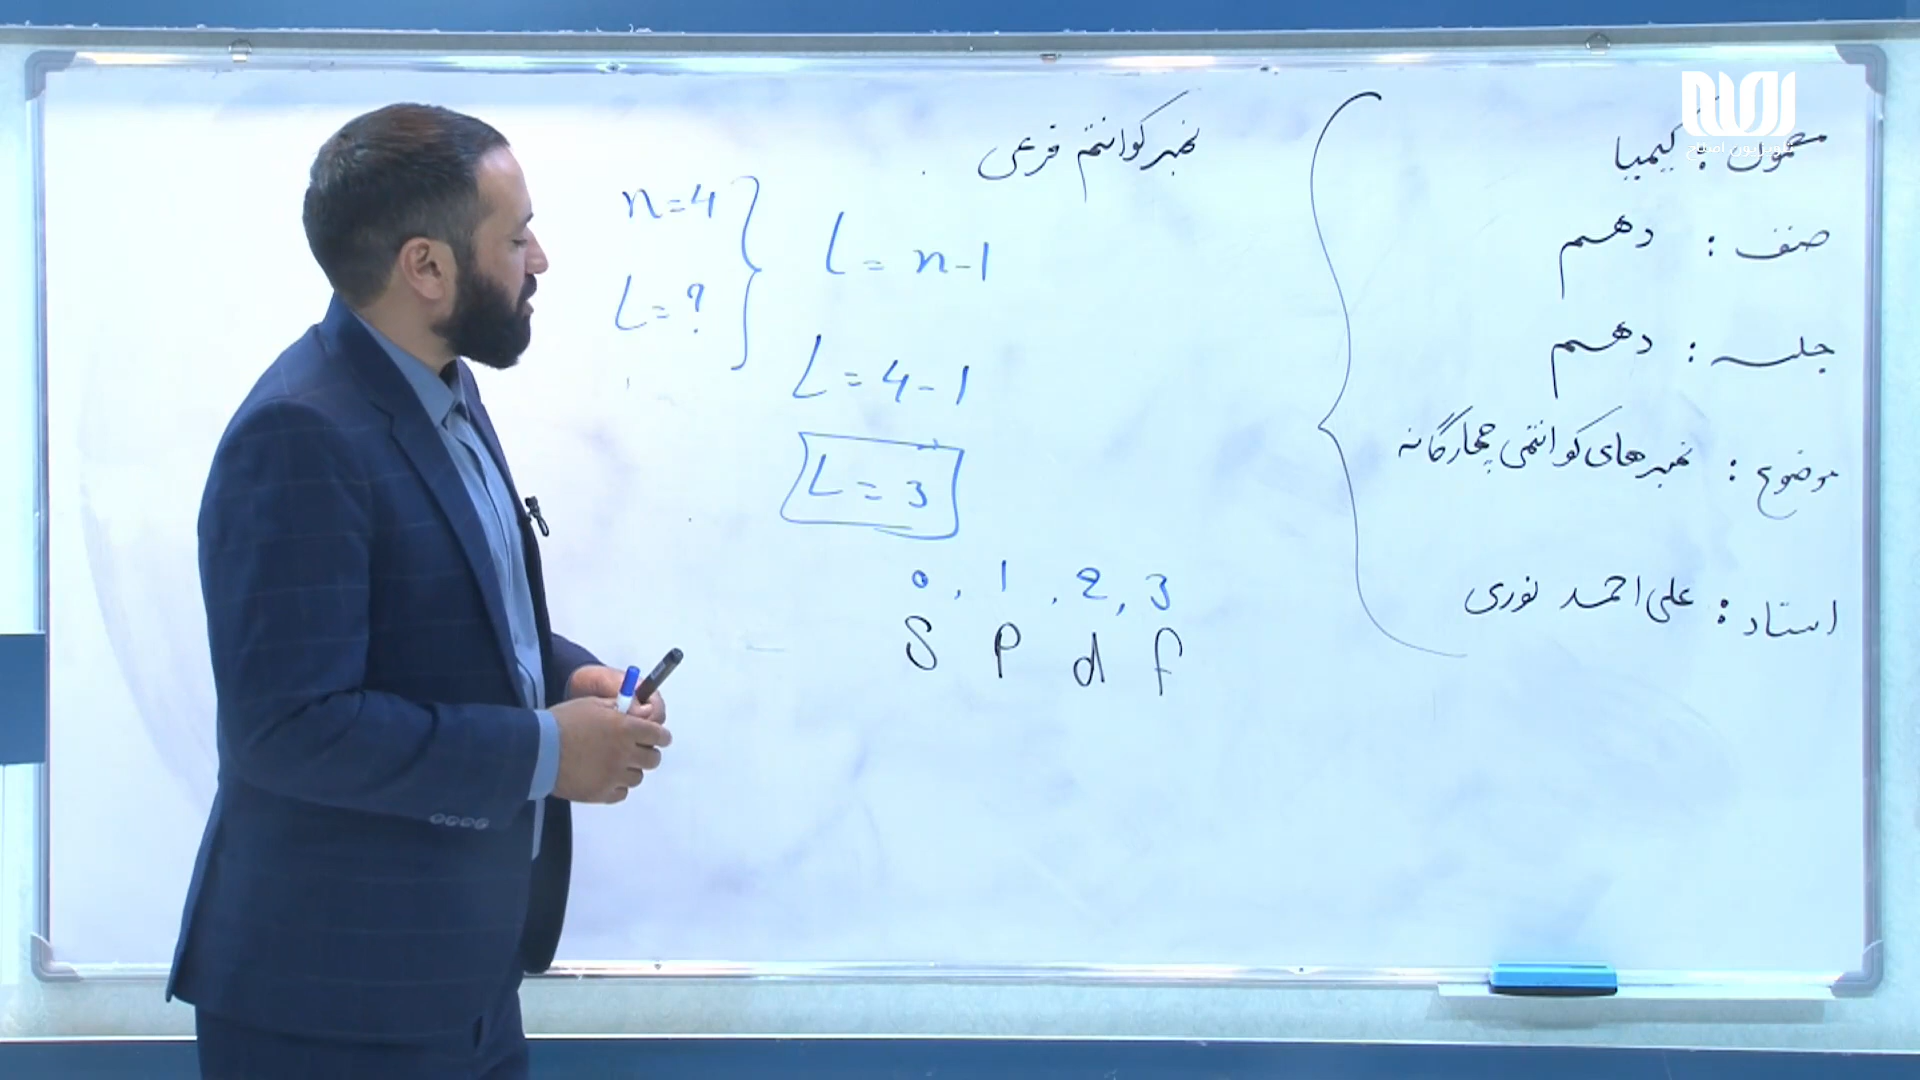 مضمون : کیمیا
صنف : دهم
جلسه : دهم
موضوع : نمبرهای کوانتمی چهارگانه
استاد : علی احمد نوری
نمبر کوانتم فرعی
n=4
L=?
L = n-1
L = 4-1
L = 3
0, 1, 2, 3
S P d f